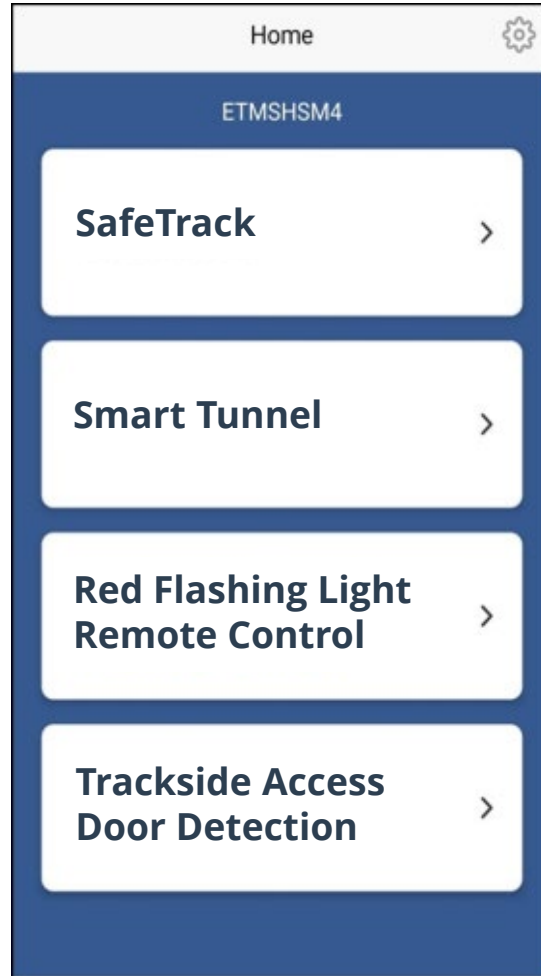 Home
ETMSHSM4
SafeTrack
Smart Tunnel
Red Flashing Light
Remote Control
Trackside Access
Door Detection